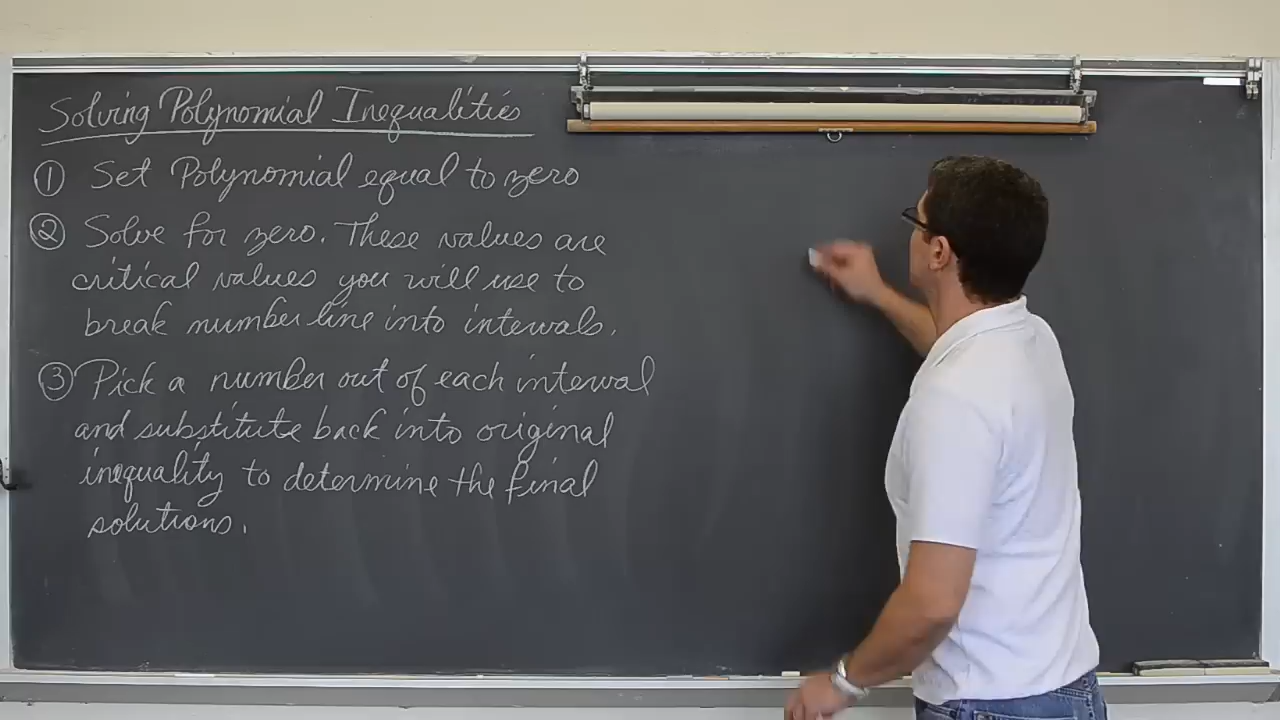 Solving Polynomial Inequalities
① Set Polynomial equal to zero
② Solve for zero. These values are
critical values you will use to
break number line into intervals.
③ Pick a number out of each interval
and substitute back into original
inequality to determine the final
solutions.